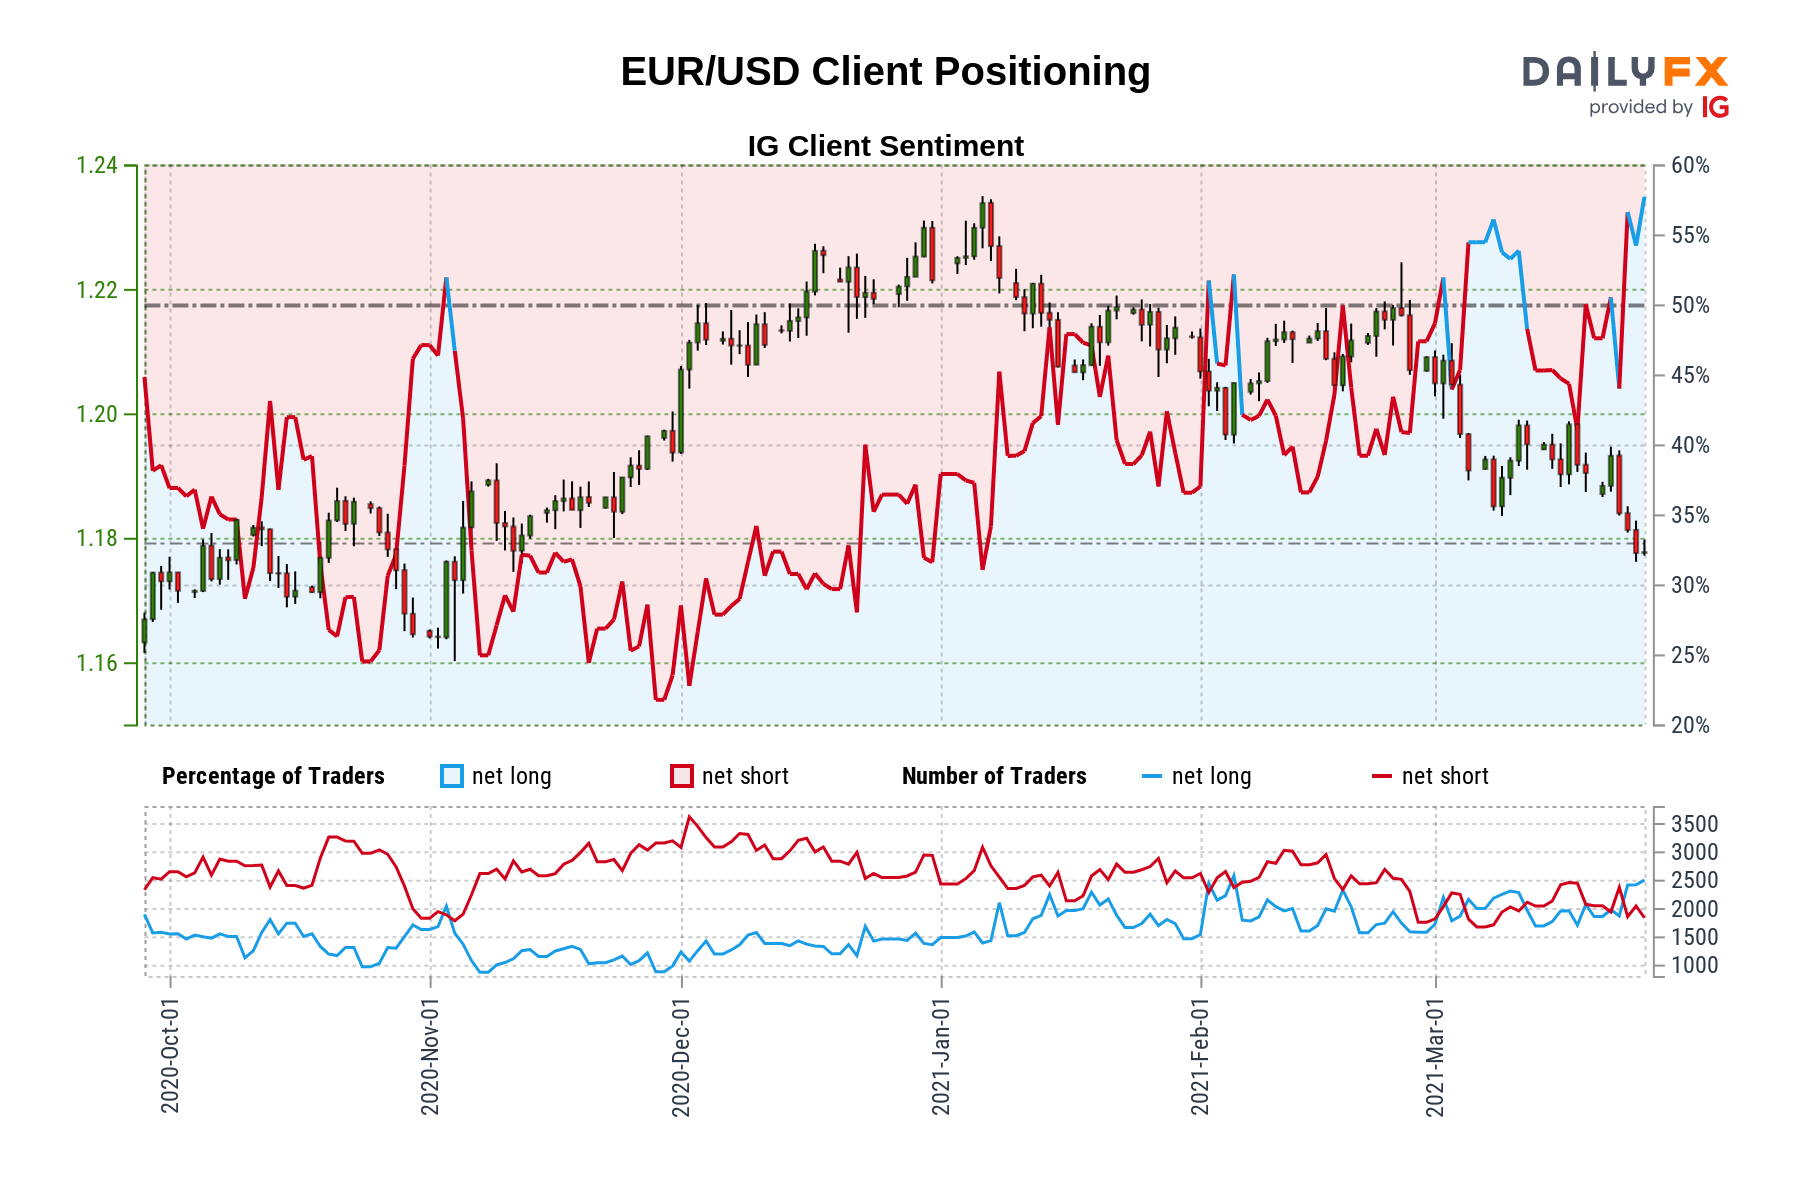 EUR/USD Client Positioning
DAILYFX
provided by IG
IG Client Sentiment
1.24
1.22
1.20
1.18
1.16
60%
55%
50%
45%
40%
35%
30%
25%
20%
Percentage of Traders net long net short Number of Traders net long net short
3500
3000
2500
2000
1500
1000
2020-Oct-01
2020-Nov-01
2020-Dec-01
2021-Jan-01
2021-Feb-01
2021-Mar-01